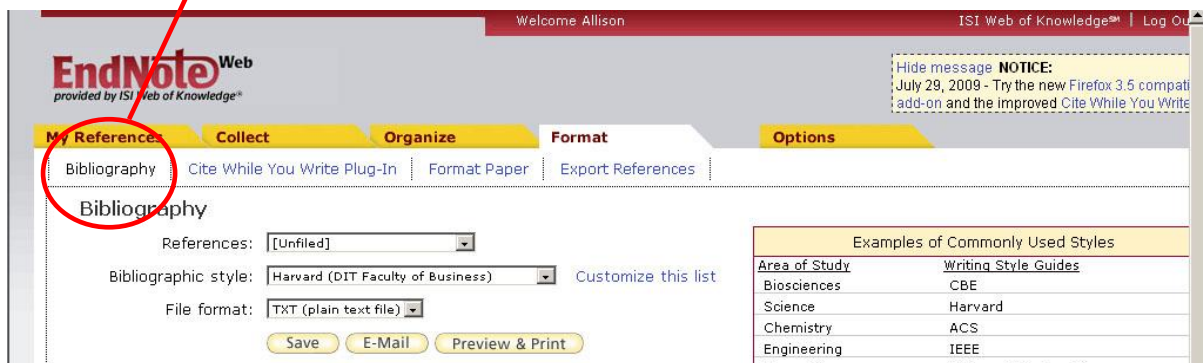 Welcome Allison
ISI Web of Knowledge℠ | Log Ou
EndNote Web
provided by ISI Web of Knowledge®
Hide message NOTICE:
July 29, 2009 - Try the new Firefox 3.5 compati
add-on and the improved Cite While You Write
My References Collect Organize Format Options
Bibliography Cite While You Write Plug-In Format Paper Export References
Bibliography
References: [Unfiled]
Bibliographic style: Harvard (DIT Faculty of Business) Customize this list
File format: TXT (plain text file)
Save E-Mail Preview & Print
Examples of Commonly Used Styles
Area of Study Writing Style Guides
Biosciences CBE
Science Harvard
Chemistry ACS
Engineering IEEE